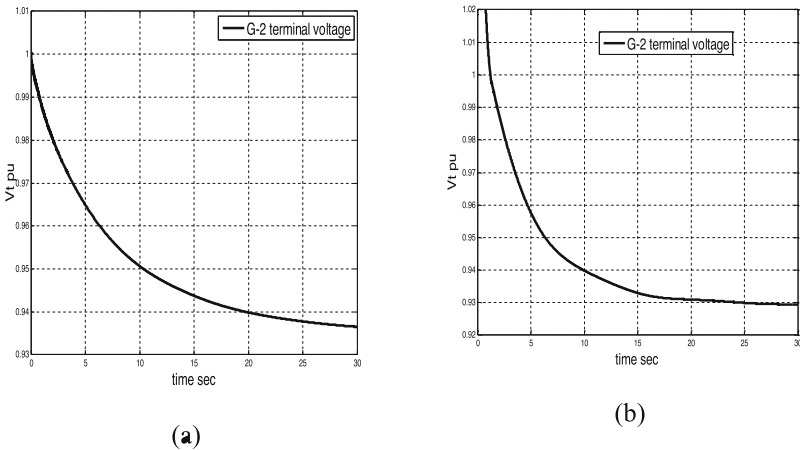 1.01
G-2 terminal voltage
1
0.99
0.98
0.97
0.96
0.95
0.94
0.93
Vt pu
0 5 10 15 20 25 30
time sec
(a)
1.02
G-2 terminal voltage
1.01
1
0.99
0.98
0.97
0.96
0.95
0.94
0.93
0.92
Vt pu
0 5 10 15 20 25 30
time sec
(b)